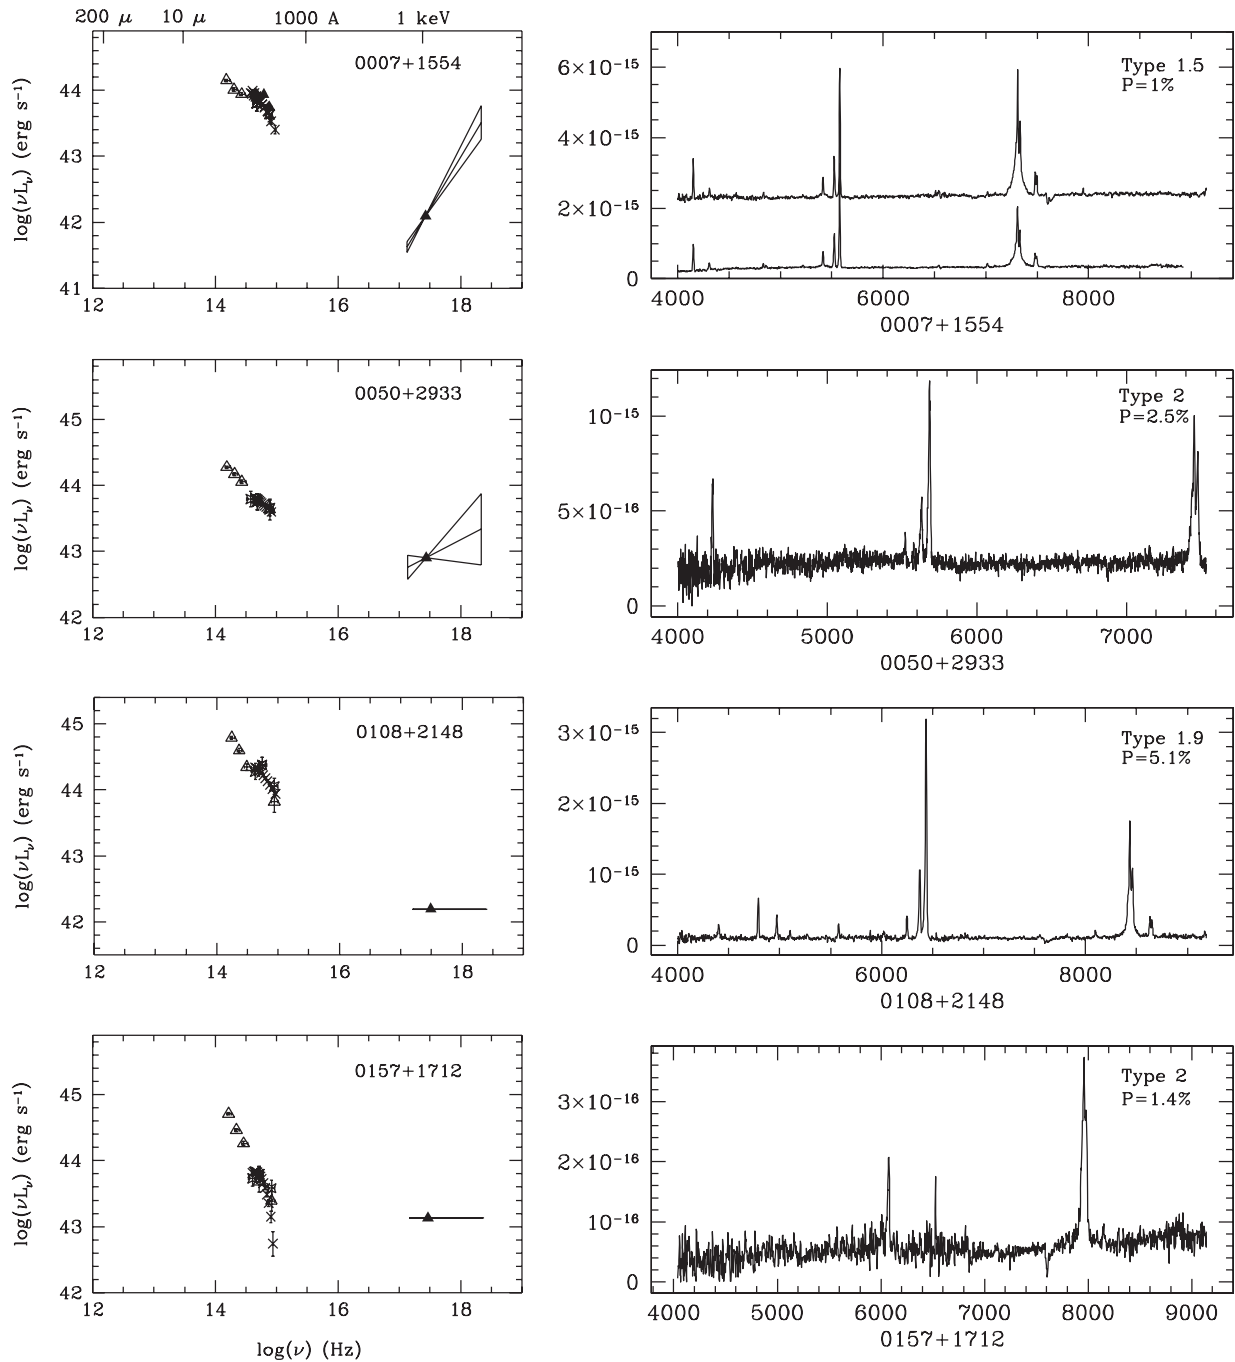 200 μ 10 μ 1000 A 1 keV
0007+1554
log(νLν) (erg s⁻¹)
44
43
42
41
12 14 16 18
Type 1.5
P=1%
6×10⁻¹⁵
4×10⁻¹⁵
2×10⁻¹⁵
0
4000 6000 8000
0007+1554
0050+2933
log(νLν) (erg s⁻¹)
45
44
43
42
12 14 16 18
Type 2
P=2.5%
10⁻¹⁵
5×10⁻¹⁶
0
4000 5000 6000 7000
0050+2933
0108+2148
log(νLν) (erg s⁻¹)
45
44
43
42
12 14 16 18
Type 1.9
P=5.1%
3×10⁻¹⁵
2×10⁻¹⁵
10⁻¹⁵
0
4000 6000 8000
0108+2148
0157+1712
log(νLν) (erg s⁻¹)
45
44
43
42
12 14 16 18
log(ν) (Hz)
Type 2
P=1.4%
3×10⁻¹⁶
2×10⁻¹⁶
10⁻¹⁶
0
4000 5000 6000 7000 8000 9000
0157+1712